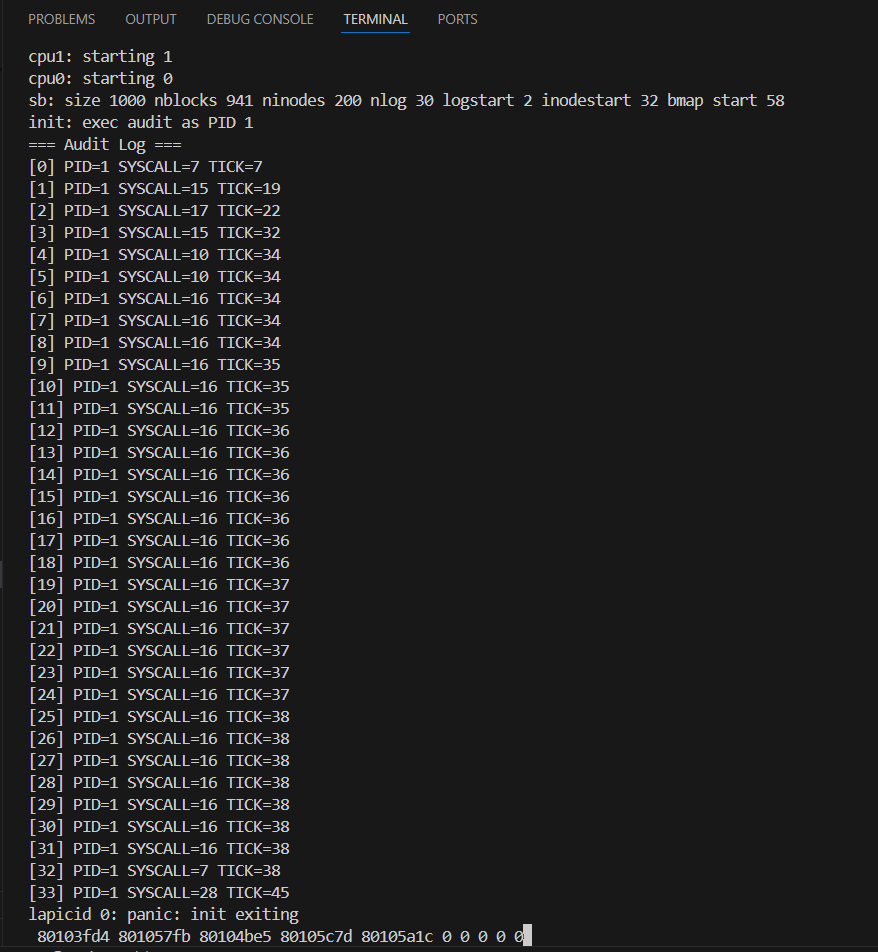 PROBLEMS OUTPUT DEBUG CONSOLE TERMINAL PORTS
cpu1: starting 1
cpu0: starting 0
sb: size 1000 nblocks 941 ninodes 200 nlog 30 logstart 2 inodestart 32 bmap start 58
init: exec audit as PID 1
=== Audit Log ===
[0] PID=1 SYSCALL=7 TICK=7
[1] PID=1 SYSCALL=15 TICK=19
[2] PID=1 SYSCALL=17 TICK=22
[3] PID=1 SYSCALL=15 TICK=32
[4] PID=1 SYSCALL=10 TICK=34
[5] PID=1 SYSCALL=10 TICK=34
[6] PID=1 SYSCALL=16 TICK=34
[7] PID=1 SYSCALL=16 TICK=34
[8] PID=1 SYSCALL=16 TICK=34
[9] PID=1 SYSCALL=16 TICK=35
[10] PID=1 SYSCALL=16 TICK=35
[11] PID=1 SYSCALL=16 TICK=35
[12] PID=1 SYSCALL=16 TICK=36
[13] PID=1 SYSCALL=16 TICK=36
[14] PID=1 SYSCALL=16 TICK=36
[15] PID=1 SYSCALL=16 TICK=36
[16] PID=1 SYSCALL=16 TICK=36
[17] PID=1 SYSCALL=16 TICK=36
[18] PID=1 SYSCALL=16 TICK=36
[19] PID=1 SYSCALL=16 TICK=37
[20] PID=1 SYSCALL=16 TICK=37
[21] PID=1 SYSCALL=16 TICK=37
[22] PID=1 SYSCALL=16 TICK=37
[23] PID=1 SYSCALL=16 TICK=37
[24] PID=1 SYSCALL=16 TICK=37
[25] PID=1 SYSCALL=16 TICK=38
[26] PID=1 SYSCALL=16 TICK=38
[27] PID=1 SYSCALL=16 TICK=38
[28] PID=1 SYSCALL=16 TICK=38
[29] PID=1 SYSCALL=16 TICK=38
[30] PID=1 SYSCALL=16 TICK=38
[31] PID=1 SYSCALL=16 TICK=38
[32] PID=1 SYSCALL=7 TICK=38
[33] PID=1 SYSCALL=28 TICK=45
lapicid 0: panic: init exiting
80103fd4 801057fb 80104be5 80105c7d 80105a1c 0 0 0 0 0